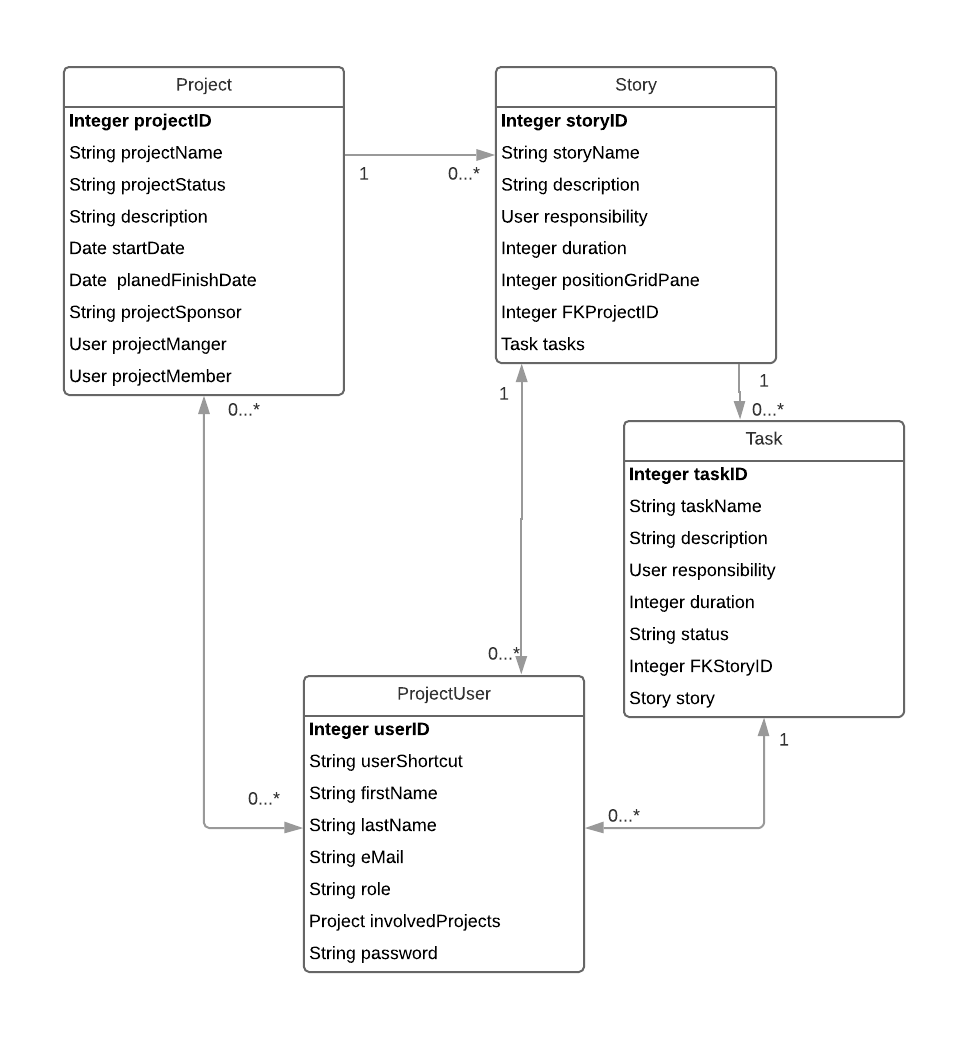 Project
Integer projectID
String projectName
String projectStatus
String description
Date startDate
Date  planedFinishDate
String projectSponsor
User projectManger
User projectMember
1
0...*
Story
Integer storyID
String storyName
String description
User responsibility
Integer duration
Integer positionGridPane
Integer FKProjectID
Task tasks
0...*
1
1
0...*
Task
Integer taskID
String taskName
String description
User responsibility
Integer duration
String status
Integer FKStoryID
Story story
0...*
ProjectUser
Integer userID
String userShortcut
String firstName
String lastName
String eMail
String role
Project involvedProjects
String password
0...*
0...*
1